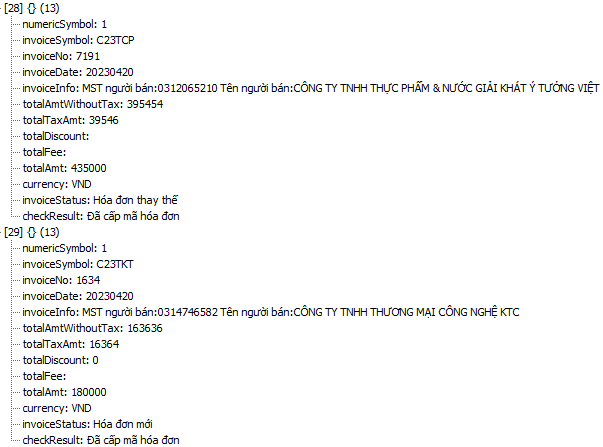 [28] {} (13)
numericSymbol: 1
invoiceSymbol: C23TCP
invoiceNo: 7191
invoiceDate: 20230420
invoiceInfo: MST người bán:0312065210 Tên người bán:CÔNG TY TNHH THỰC PHẨM & NƯỚC GIẢI KHÁT Ý TƯỞNG VIỆT
totalAmtWithoutTax: 395454
totalTaxAmt: 39546
totalDiscount:
totalFee:
totalAmt: 435000
currency: VND
invoiceStatus: Hóa đơn thay thế
checkResult: Đã cấp mã hóa đơn
[29] {} (13)
numericSymbol: 1
invoiceSymbol: C23TKT
invoiceNo: 1634
invoiceDate: 20230420
invoiceInfo: MST người bán:0314746582 Tên người bán:CÔNG TY TNHH THƯƠNG MẠI CÔNG NGHỆ KTC
totalAmtWithoutTax: 163636
totalTaxAmt: 16364
totalDiscount: 0
totalFee:
totalAmt: 180000
currency: VND
invoiceStatus: Hóa đơn mới
checkResult: Đã cấp mã hóa đơn